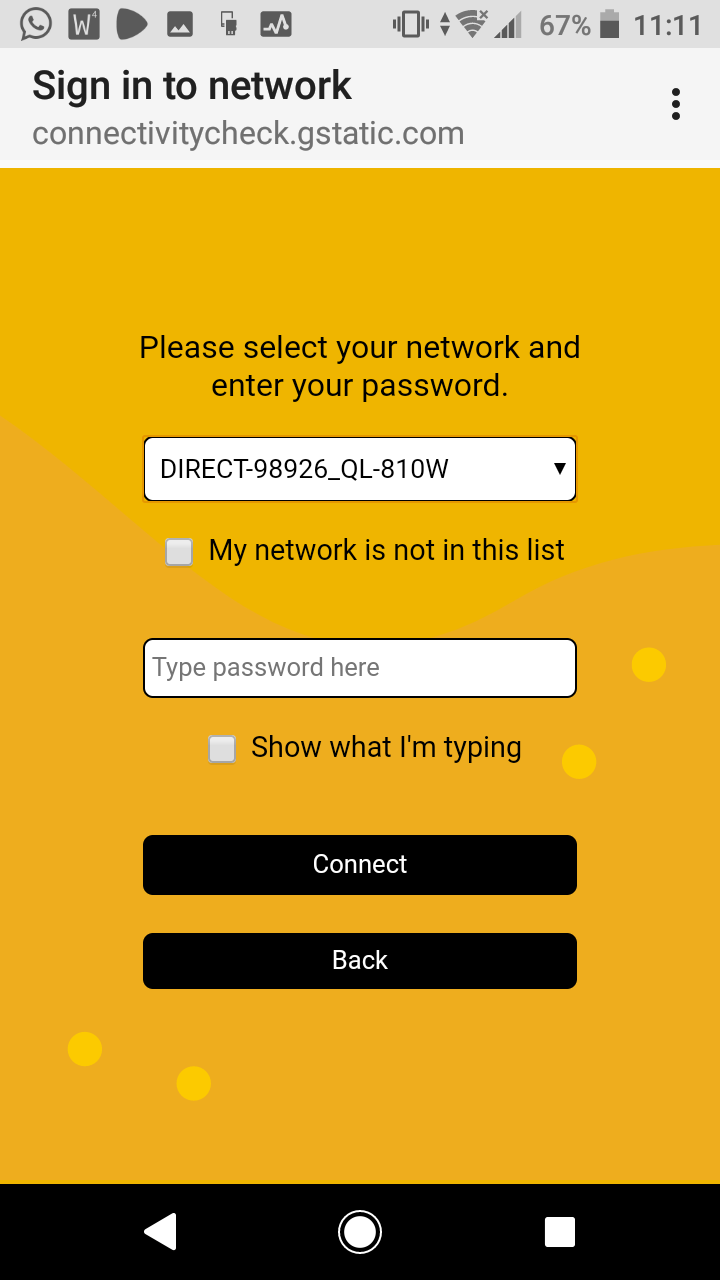 67% 11:11
Sign in to network
connectivitycheck.gstatic.com
Please select your network and
enter your password.
DIRECT-98926_QL-810W
My network is not in this list
Type password here
Show what I'm typing
Connect
Back